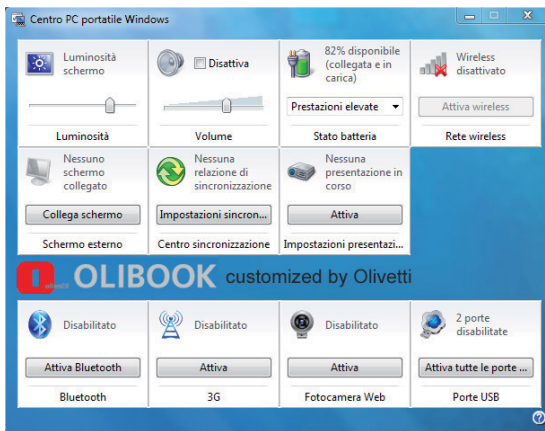 Centro PC portatile Windows
Luminosità
schermo
Luminosità
Disattiva
Volume
82% disponibile
(collegata e in
carica)
Prestazioni elevate
Stato batteria
Wireless
disattivato
Attiva wireless
Rete wireless
Nessuno
schermo
collegato
Collega schermo
Schermo esterno
Nessuna
relazione di
sincronizzazione
Impostazioni sincron...
Centro sincronizzazione
Nessuna
presentazione in
corso
Attiva
Impostazioni presentazi...
OLIBOOK customized by Olivetti
Disabilitato
Attiva Bluetooth
Bluetooth
Disabilitato
Attiva
3G
Disabilitato
Attiva
Fotocamera Web
2 porte
disabilitate
Attiva tutte le porte ...
Porte USB